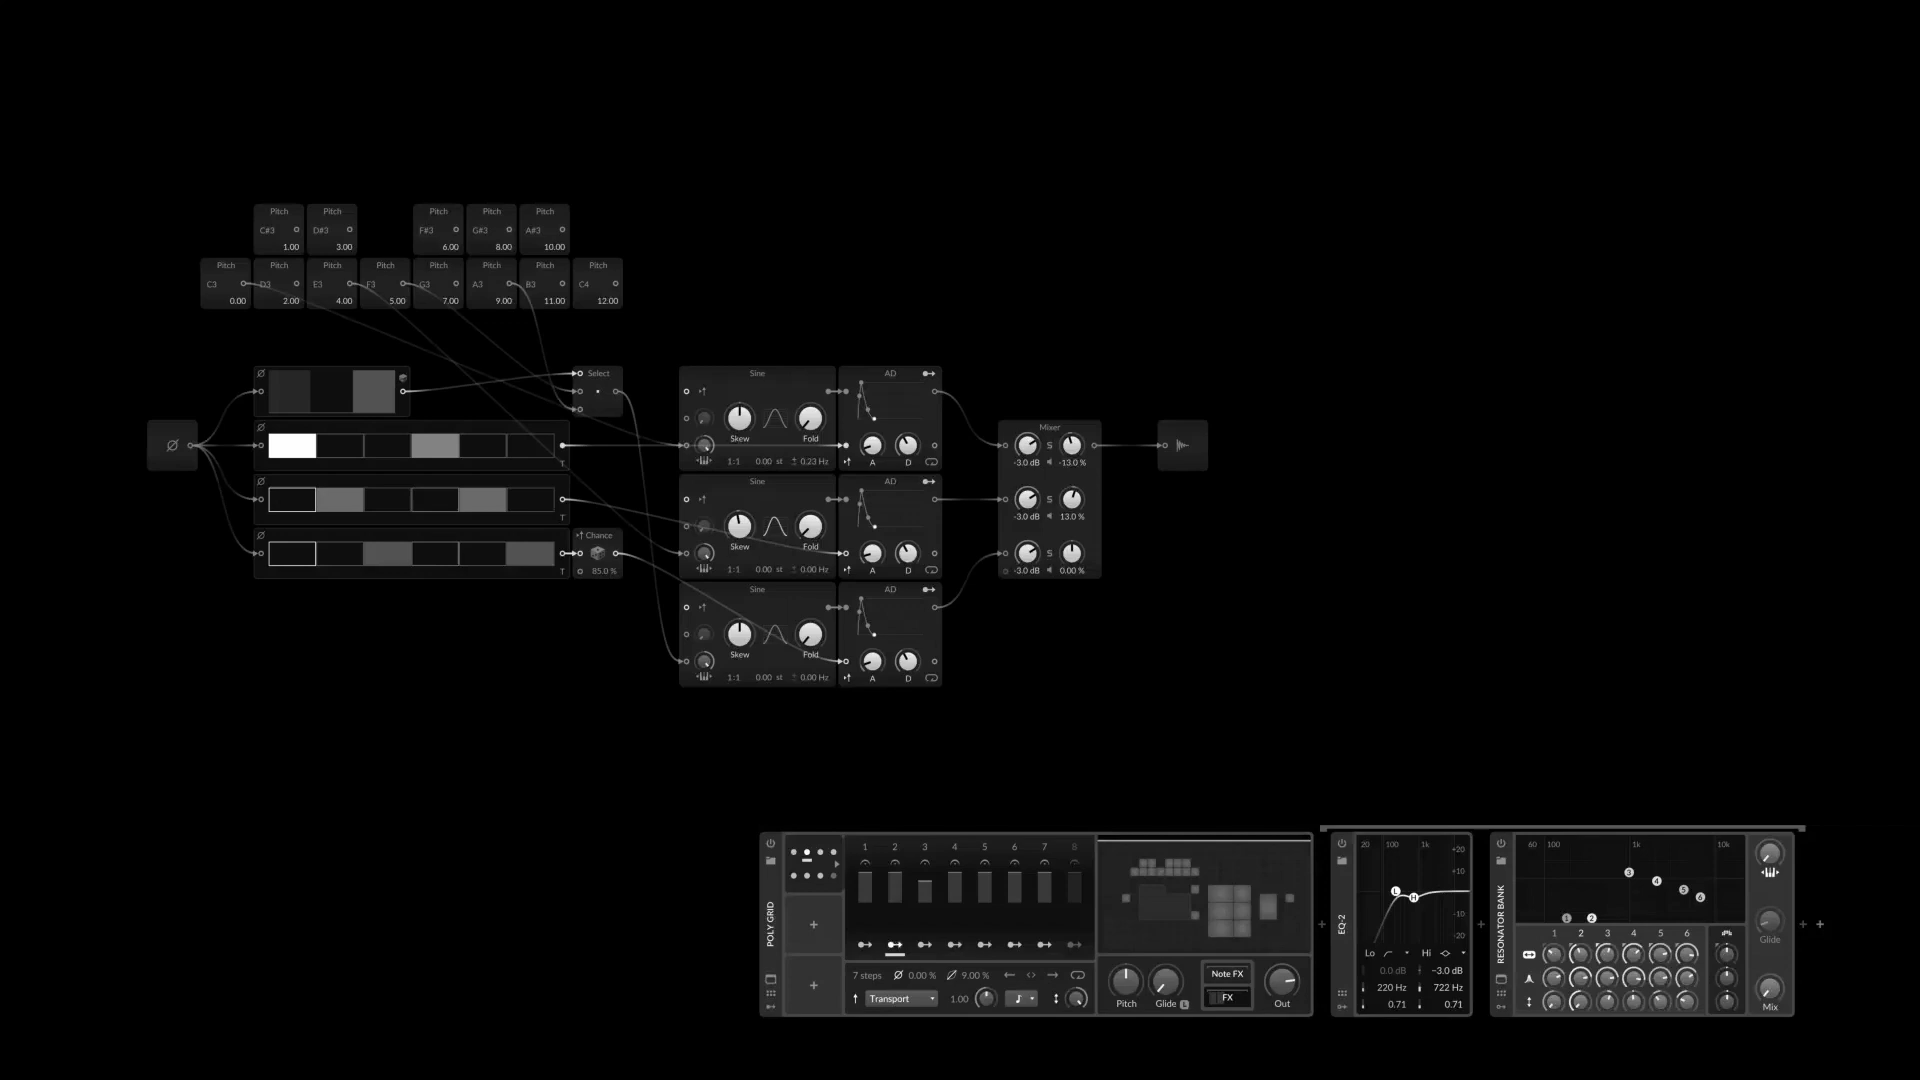 Pitch Pitch Pitch Pitch Pitch
C#3 D#3 F#3 G#3 A#3
1.00 3.00 6.00 8.00 10.00
Pitch Pitch Pitch Pitch Pitch Pitch Pitch Pitch
C3 D3 E3 F3 G3 A3 B3 C4
0.00 2.00 4.00 5.00 7.00 9.00 11.00 12.00
Select
T
T
Chance
T
85.0 %
Sine AD
Skew Fold
1:1 0.00 st ± 0.23 Hz A D
Sine AD
Skew Fold
1:1 0.00 st ± 0.00 Hz A D
Sine AD
Skew Fold
1:1 0.00 st ± 0.00 Hz A D
Mixer
S
-3.0 dB -13.0 %
S
-3.0 dB 13.0 %
S
-3.0 dB 0.00 %
POLY GRID
1 2 3 4 5 6 7 8
7 steps Ø 0.00 % Ø 9.00 %
Transport 1.00
Pitch Glide L
Note FX
FX
Out
EQ-2
20 100 1k
+20
+10
-10
-20
L H
Lo Hi
0.0 dB -3.0 dB
220 Hz 722 Hz
0.71 0.71
RESONATOR BANK
60 100 1k 10k
1 2 3 4 5 6
1 2 3 4 5 6
Glide
Mix